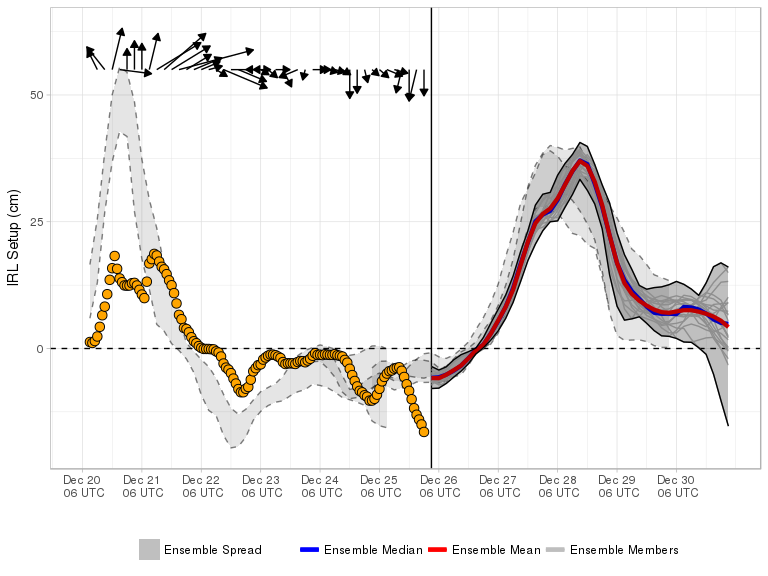 50
25
0
IRL Setup (cm)
Dec 20 Dec 21 Dec 22 Dec 23 Dec 24 Dec 25 Dec 26 Dec 27 Dec 28 Dec 29 Dec 30
06 UTC 06 UTC 06 UTC 06 UTC 06 UTC 06 UTC 06 UTC 06 UTC 06 UTC 06 UTC 06 UTC
Ensemble Spread Ensemble Median Ensemble Mean Ensemble Members